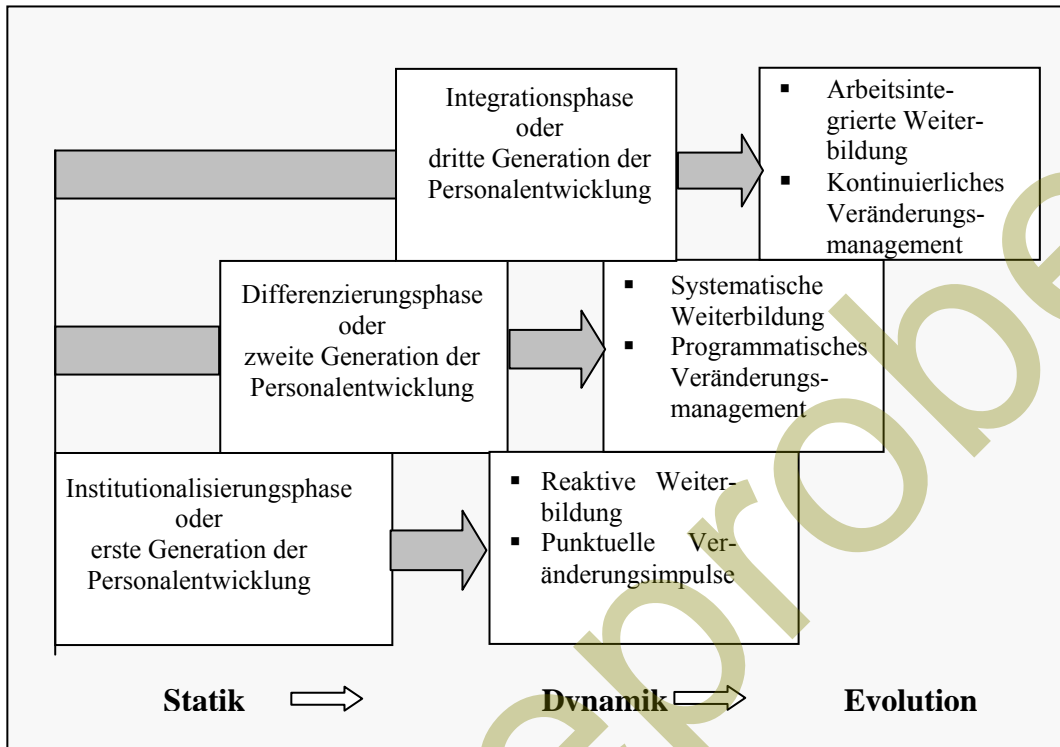 Integrationsphase
oder
dritte Generation der
Personalentwicklung
▪ Arbeitsinte-
grierte Weiter-
bildung
▪ Kontinuierliches
Veränderungs-
management
Differenzierungsphase
oder
zweite Generation der
Personalentwicklung
▪ Systematische
Weiterbildung
▪ Programmatisches
Veränderungs-
management
Institutionalisierungsphase
oder
erste Generation der
Personalentwicklung
▪ Reaktive Weiter-
bildung
▪ Punktuelle Ver-
änderungsimpulse
Statik Dynamik Evolution
eprobe